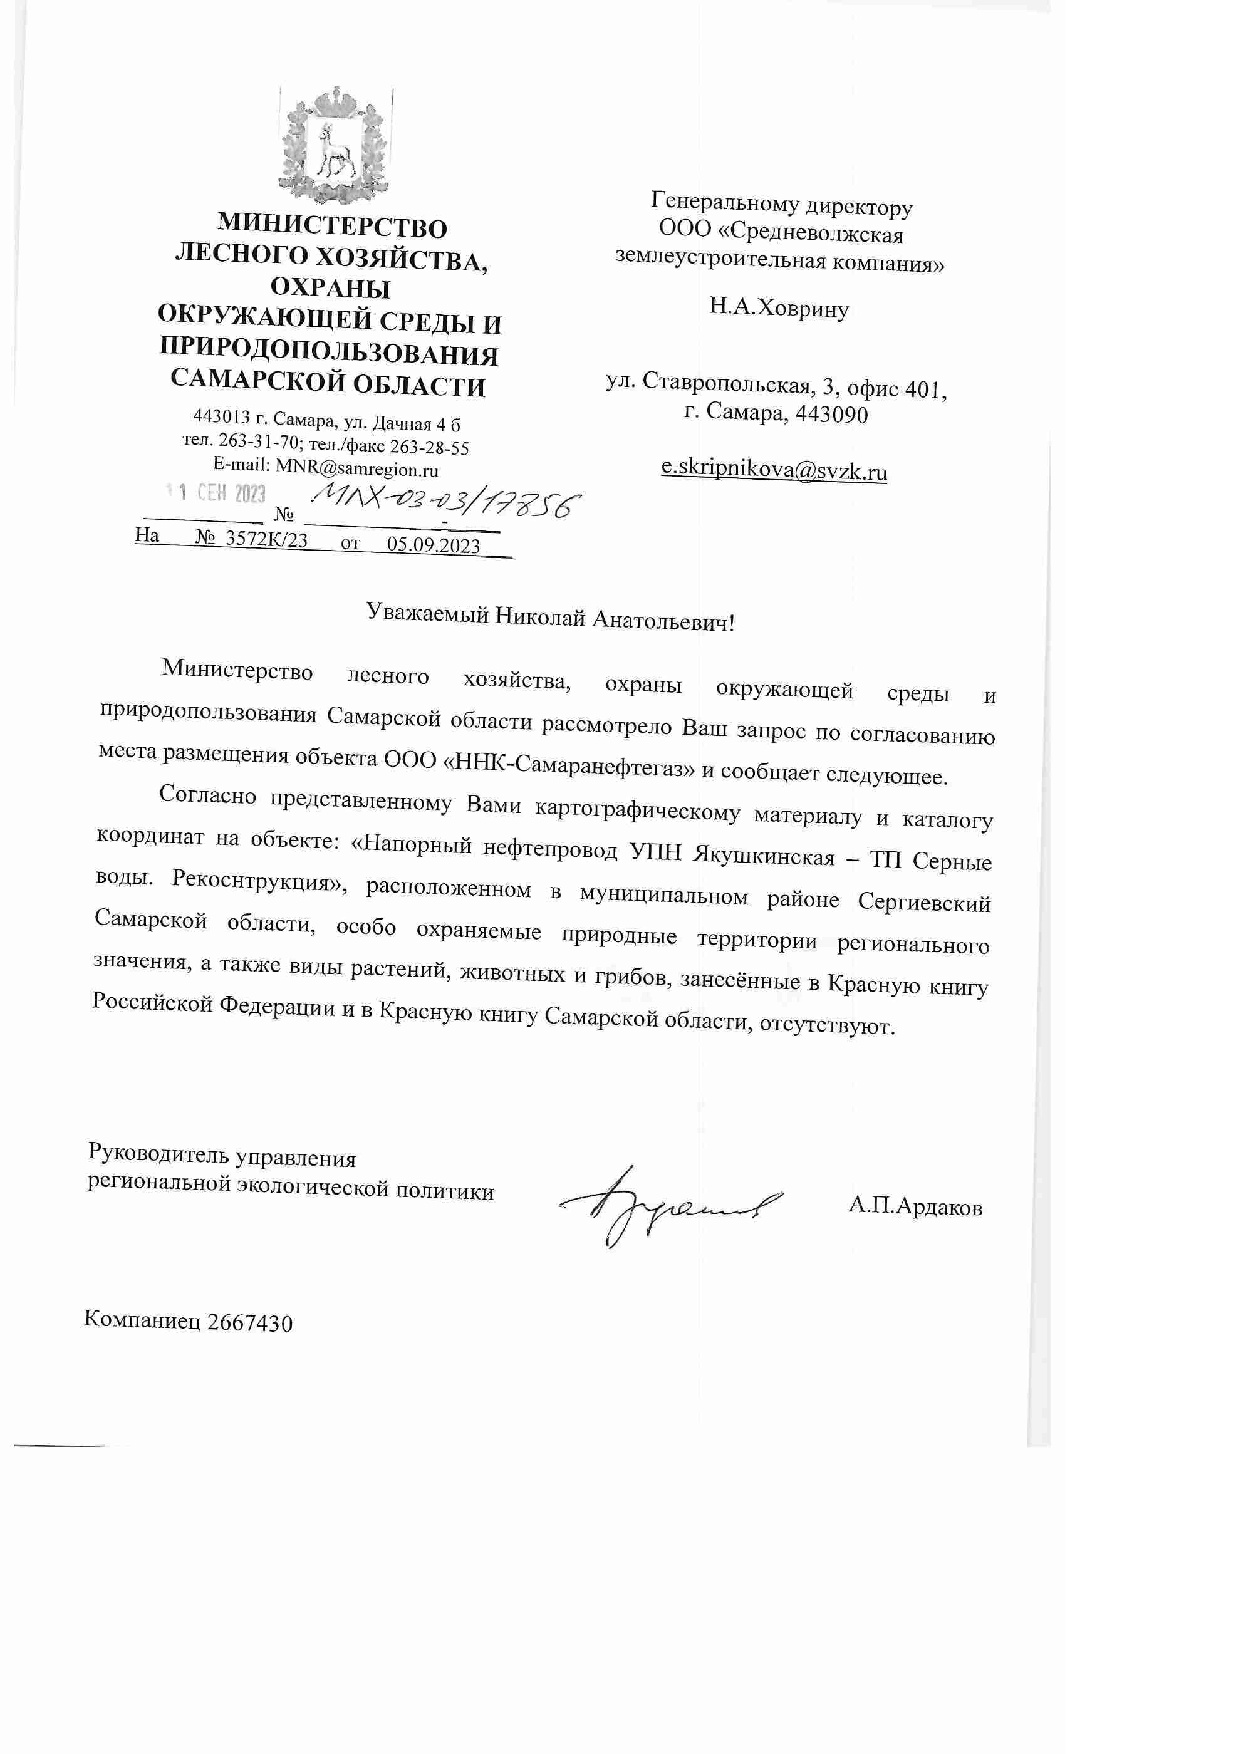 МИНИСТЕРСТВО
ЛЕСНОГО ХОЗЯЙСТВА,
ОХРАНЫ
ОКРУЖАЮЩЕЙ СРЕДЫ И
ПРИРОДОПОЛЬЗОВАНИЯ
САМАРСКОЙ ОБЛАСТИ
443013 г. Самара, ул. Дачная 4 б
тел. 263-31-70; тел./факс 263-28-55
E-mail: MNR@samregion.ru
1 СЕН 2023 № МЛХ-03-03/17856
На № 3572К/23 от 05.09.2023
Генеральному директору
ООО «Средневолжская
землеустроительная компания»
Н.А.Ховрину
ул. Ставропольская, 3, офис 401,
г. Самара, 443090
e.skripnikova@svzk.ru
Уважаемый Николай Анатольевич!
Министерство лесного хозяйства, охраны окружающей среды и
природопользования Самарской области рассмотрело Ваш запрос по согласованию
места размещения объекта ООО «ННК-Самаранефтегаз» и сообщает следующее.
Согласно представленному Вами картографическому материалу и каталогу
координат на объекте: «Напорный нефтепровод УПН Якушкинская – ТП Серные
воды. Рекоснтрукция», расположенном в муниципальном районе Сергиевский
Самарской области, особо охраняемые природные территории регионального
значения, а также виды растений, животных и грибов, занесённые в Красную книгу
Российской Федерации и в Красную книгу Самарской области, отсутствуют.
Руководитель управления
региональной экологической политики
А.П.Ардаков
Компаниец 2667430